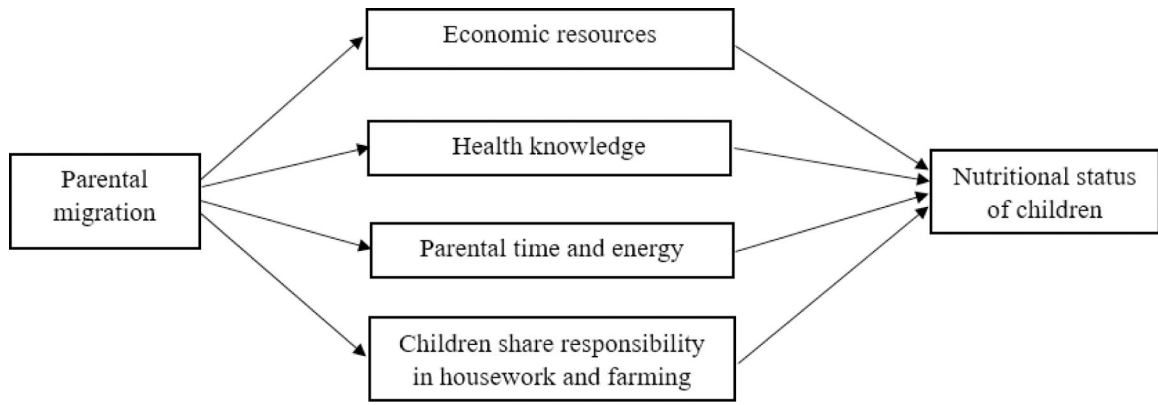 Economic resources
Health knowledge
Parental
migration
Nutritional status
of children
Parental time and energy
Children share responsibility
in housework and farming